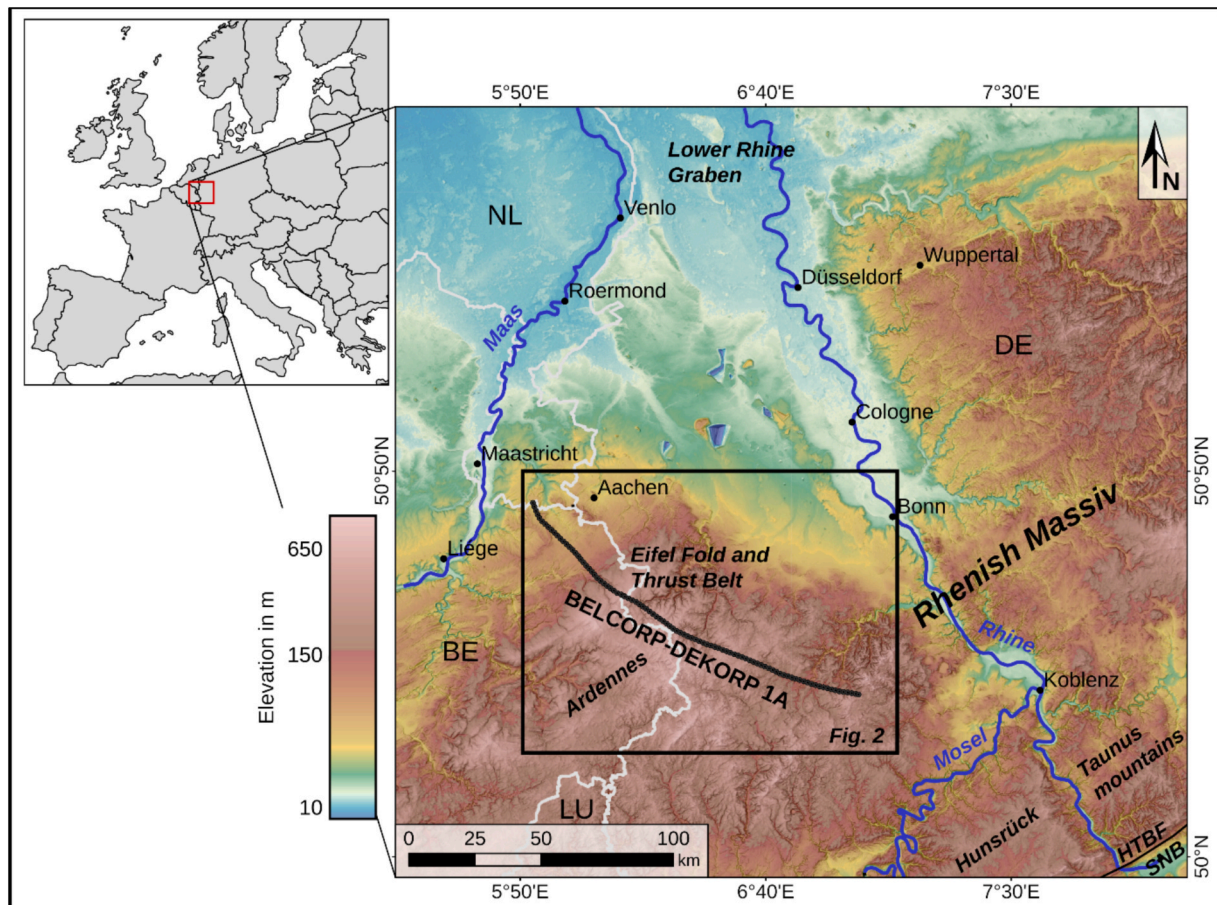 5°50'E
6°40'E
7°30'E
Lower Rhine
Graben
N
NL
Venlo
Wuppertal
Düsseldorf
Roermond
Maas
DE
Cologne
Maastricht
50°50'N
50°50'N
Aachen
Bonn
Liege
Eifel Fold and
Thrust Belt
Rhenish Massiv
BELCORP-DEKORP 1A
BE
Ardennes
Rhine
Koblenz
Fig. 2
Mosel
Taunus
mountains
LU
Hunsrück
HTBF
SNB
50°N
Elevation in m
650
150
10
0
25
50
100
km
5°50'E
6°40'E
7°30'E